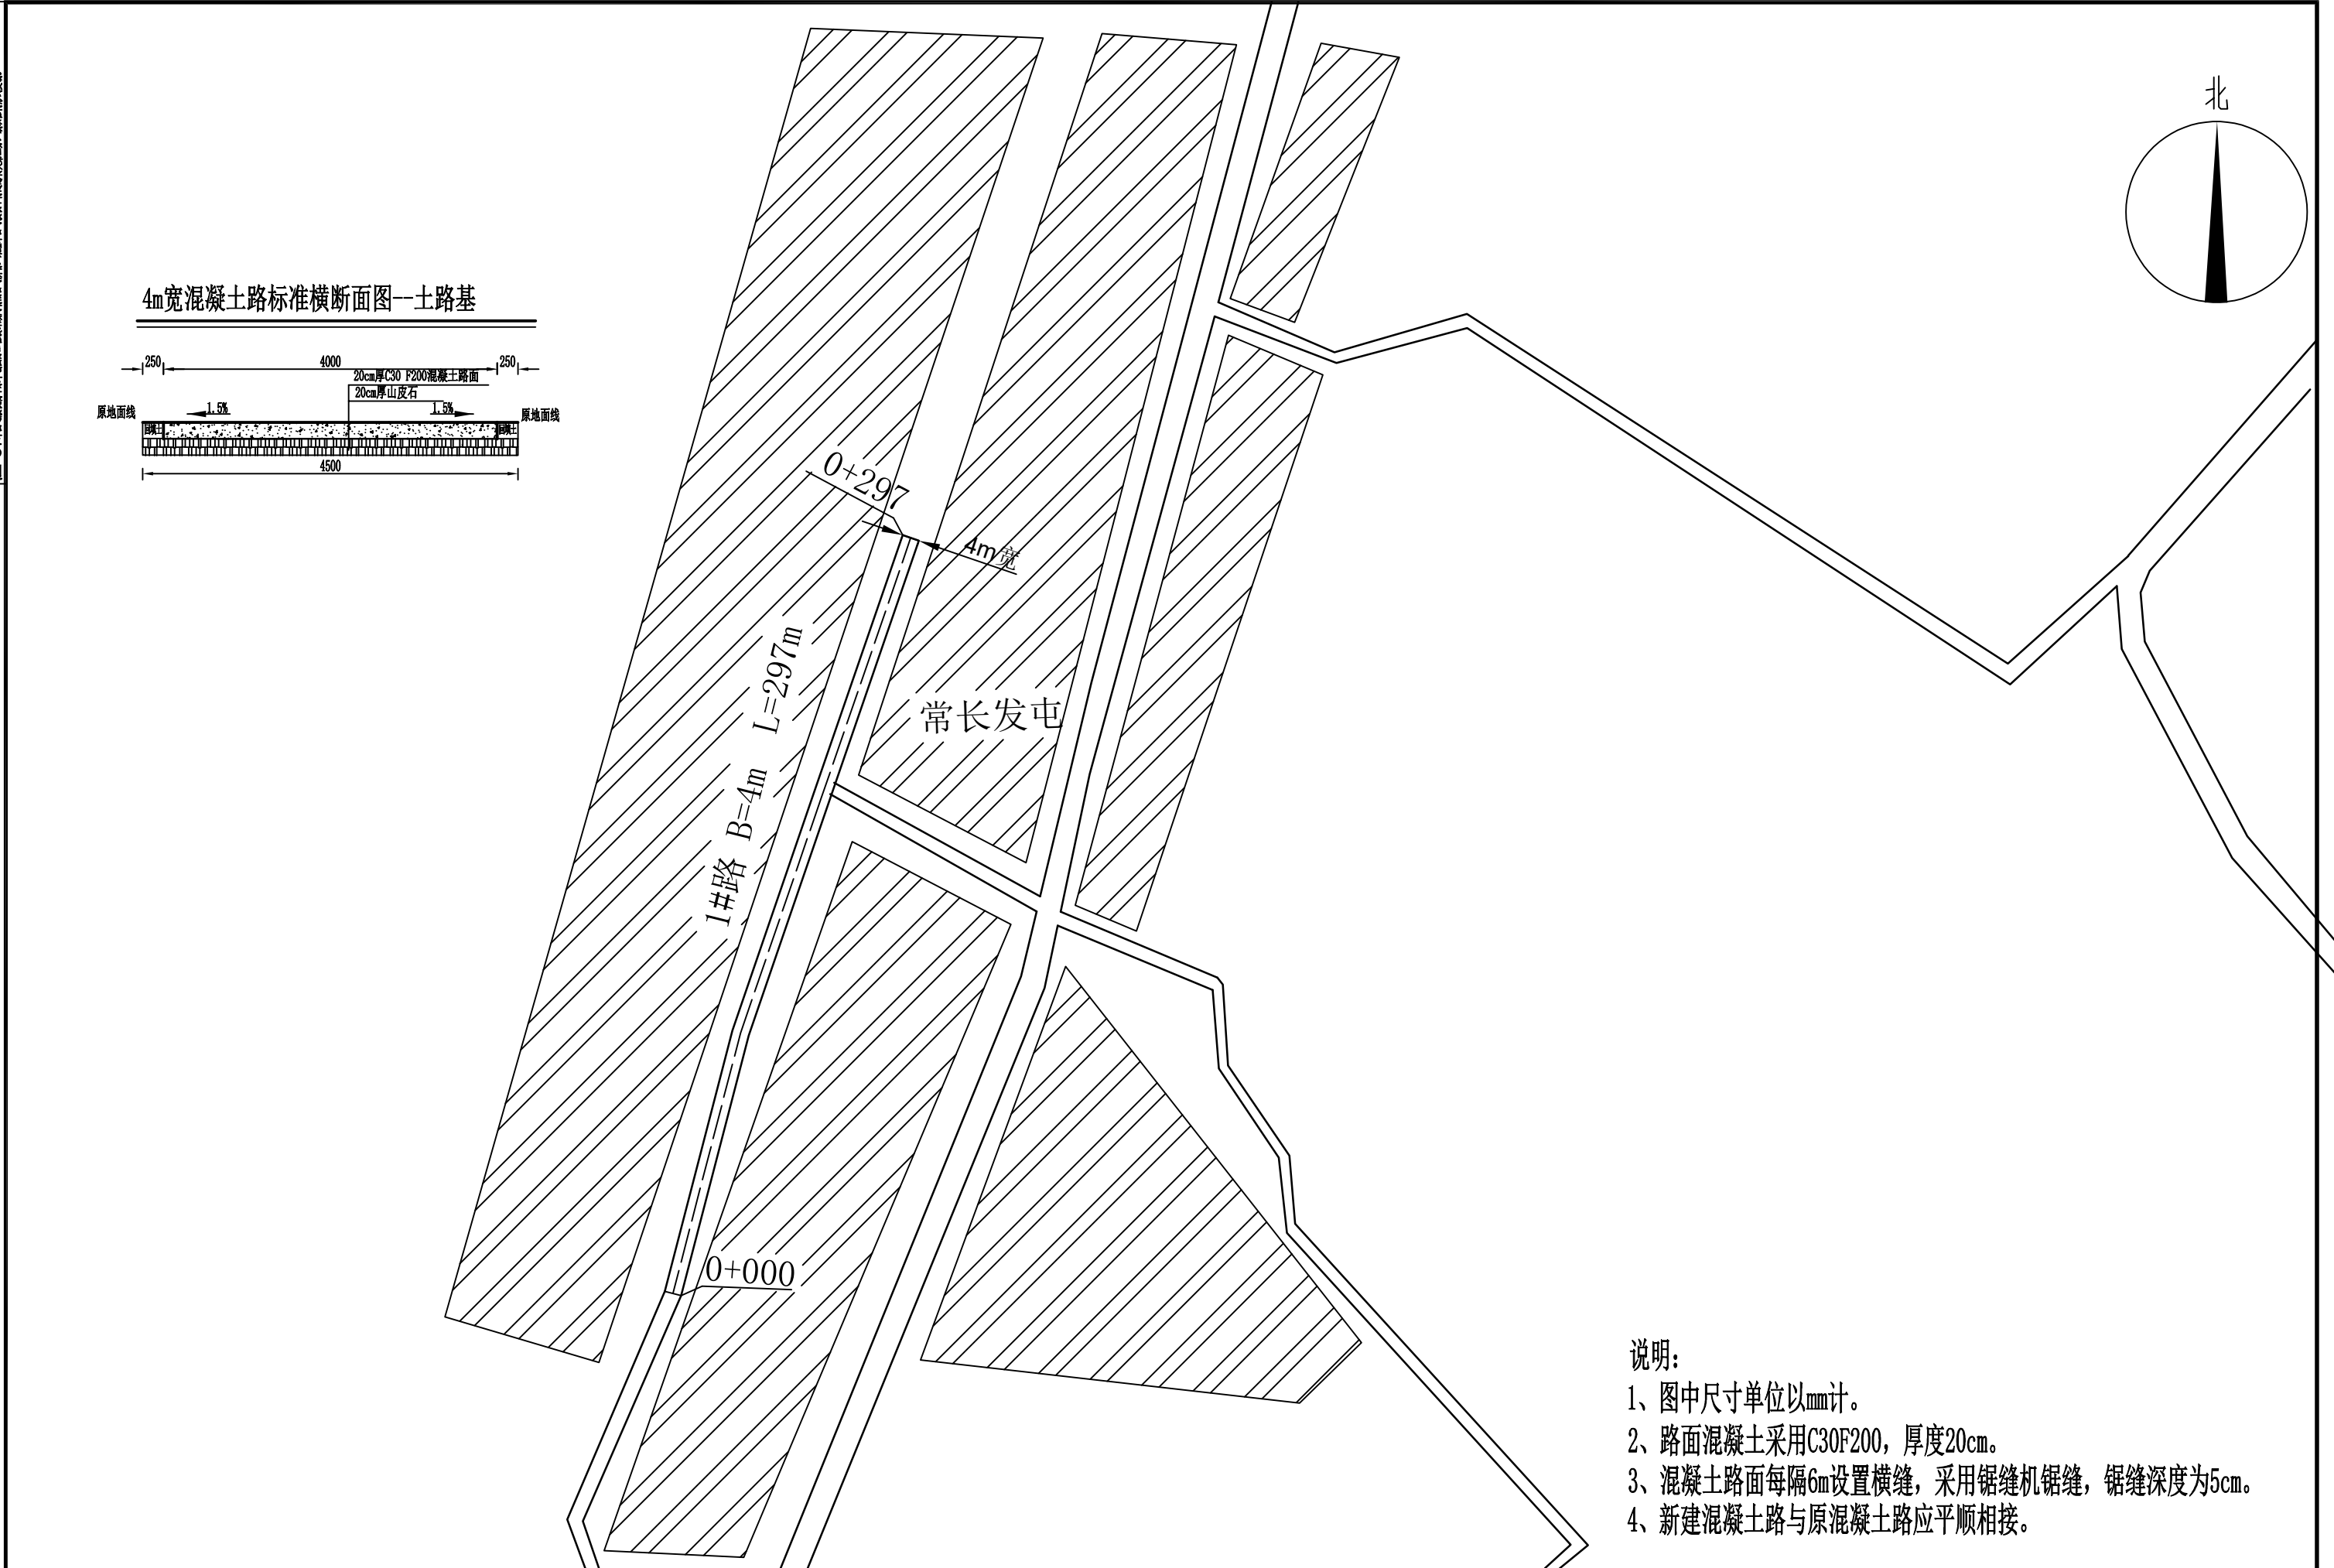 北
4m宽混凝土路标准横断面图--土路基
250 4000 250
20cm厚C30 F200混凝土路面
20cm厚山皮石
原地面线 1.5% 1.5% 原地面线
4500
0+297
4m宽
1#路 B=4m L=297m
常长发屯
0+000
说明:
1、图中尺寸单位以mm计。
2、路面混凝土采用C30F200，厚度20cm。
3、混凝土路面每隔6m设置横缝，采用锯缝机锯缝，锯缝深度为5cm。
4、新建混凝土路与原混凝土路应平顺相接。